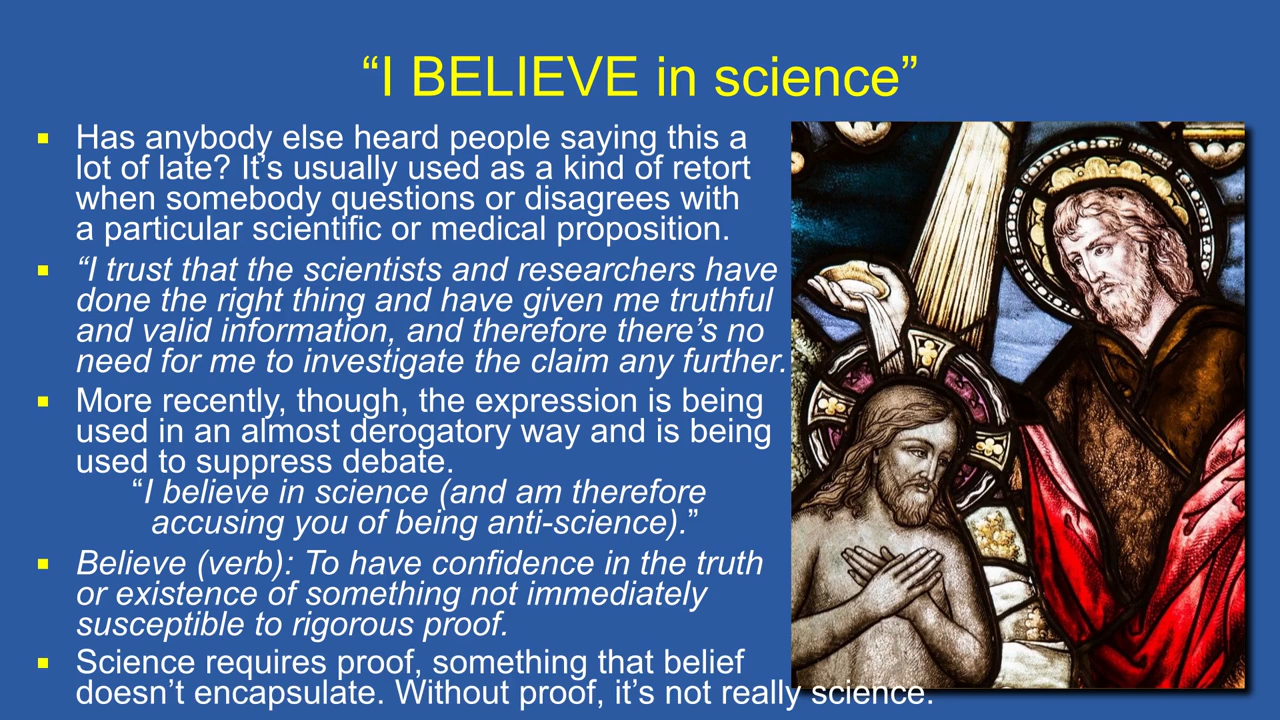 “I BELIEVE in science”
Has anybody else heard people saying this a
lot of late? It’s usually used as a kind of retort
when somebody questions or disagrees with
a particular scientific or medical proposition.
“I trust that the scientists and researchers have
done the right thing and have given me truthful
and valid information, and therefore there’s no
need for me to investigate the claim any further.
More recently, though, the expression is being
used in an almost derogatory way and is being
used to suppress debate.
“I believe in science (and am therefore
accusing you of being anti-science).”
Believe (verb): To have confidence in the truth
or existence of something not immediately
susceptible to rigorous proof.
Science requires proof, something that belief
doesn’t encapsulate. Without proof, it’s not really science.